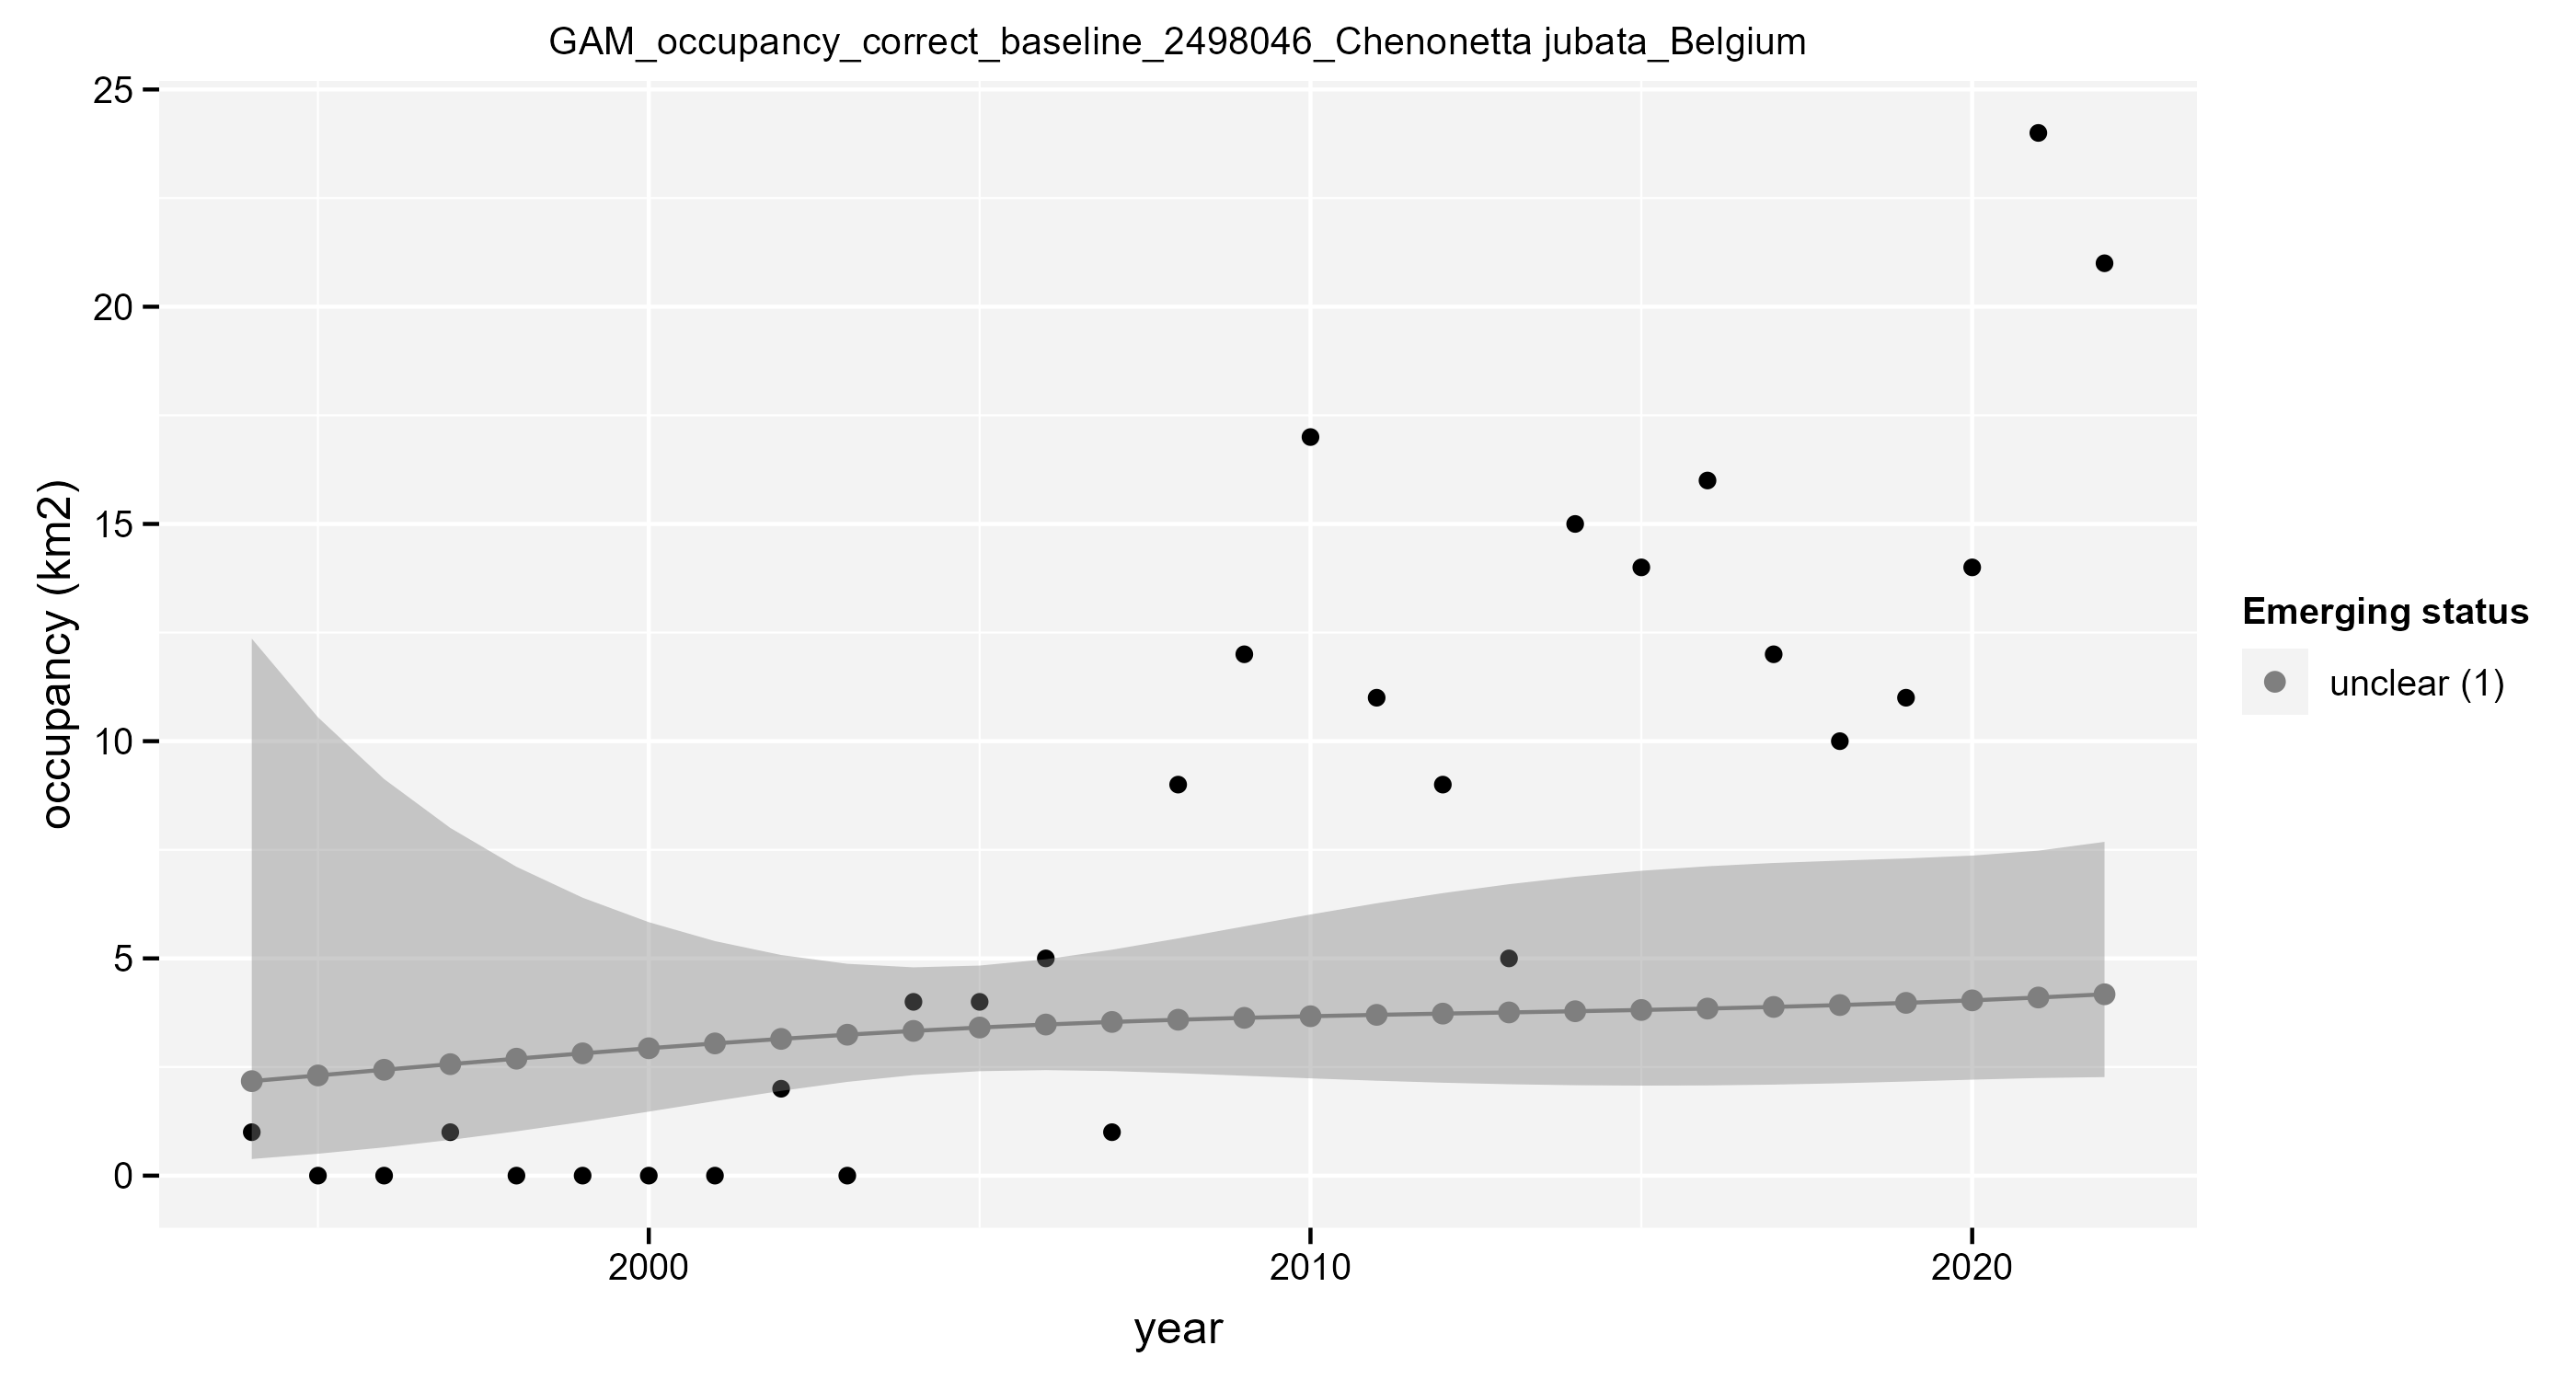 GAM_occupancy_correct_baseline_2498046_Chenonetta jubata_Belgium
25
20
15
10
5
0
occupancy (km2)
2000
2010
2020
year
Emerging status
unclear (1)